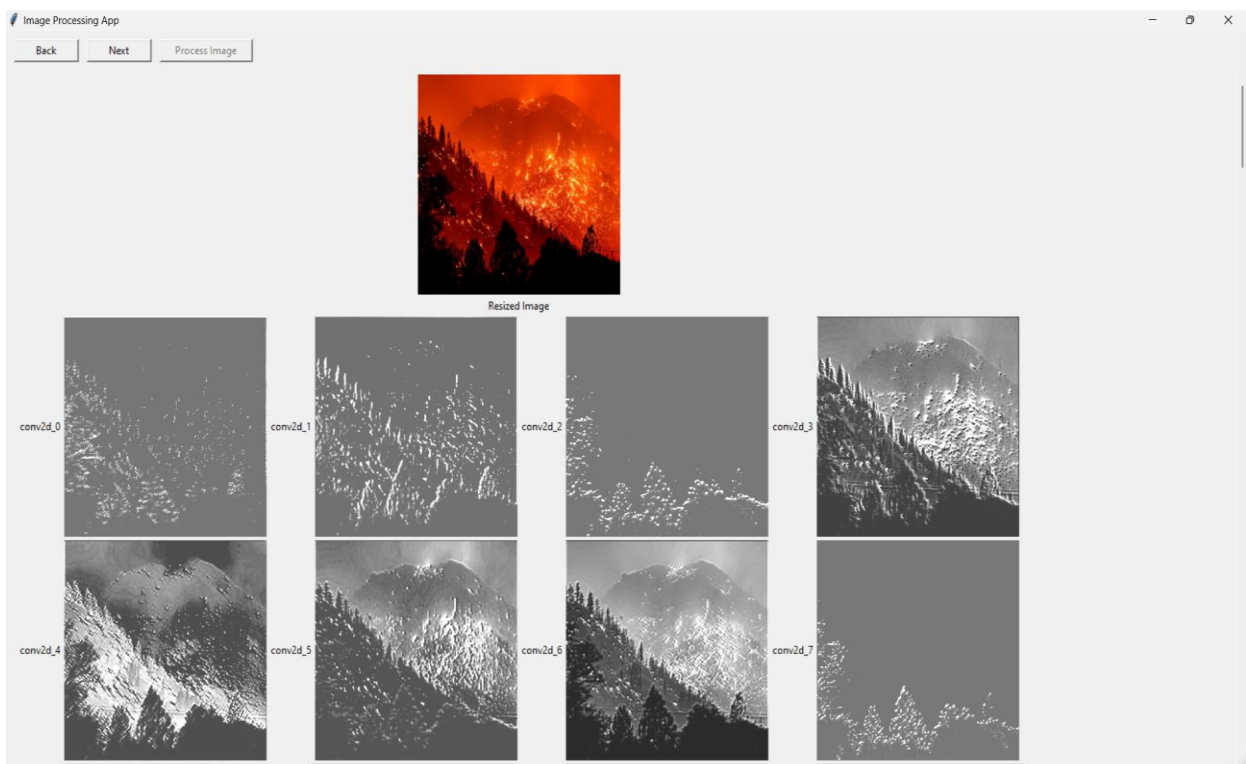 Image Processing App
Back Next Process Image
Resized Image
conv2d_0 conv2d_1 conv2d_2 conv2d_3
conv2d_4 conv2d_5 conv2d_6 conv2d_7